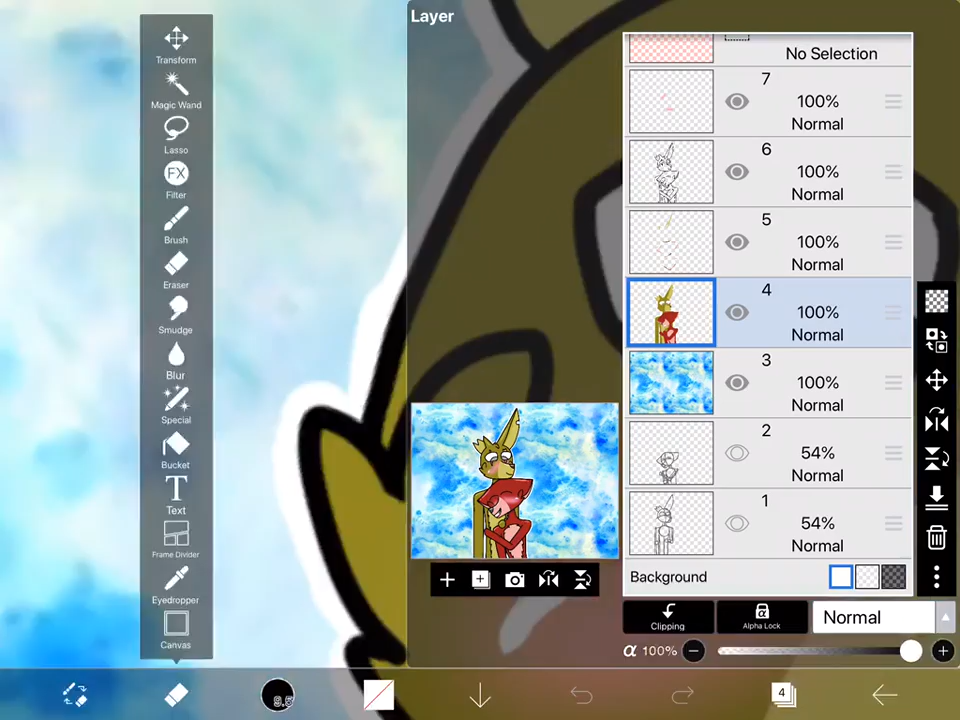 Layer
Transform
Magic Wand
Lasso
FX
Filter
Brush
Eraser
Smudge
Blur
Special
Bucket
T
Text
Frame Divider
Eyedropper
Canvas
No Selection
7
100%
Normal
6
100%
Normal
5
100%
Normal
4
100%
Normal
3
100%
Normal
2
54%
Normal
1
54%
Normal
Background
Clipping
α
Alpha Lock
Normal
α 100%
9.5
4